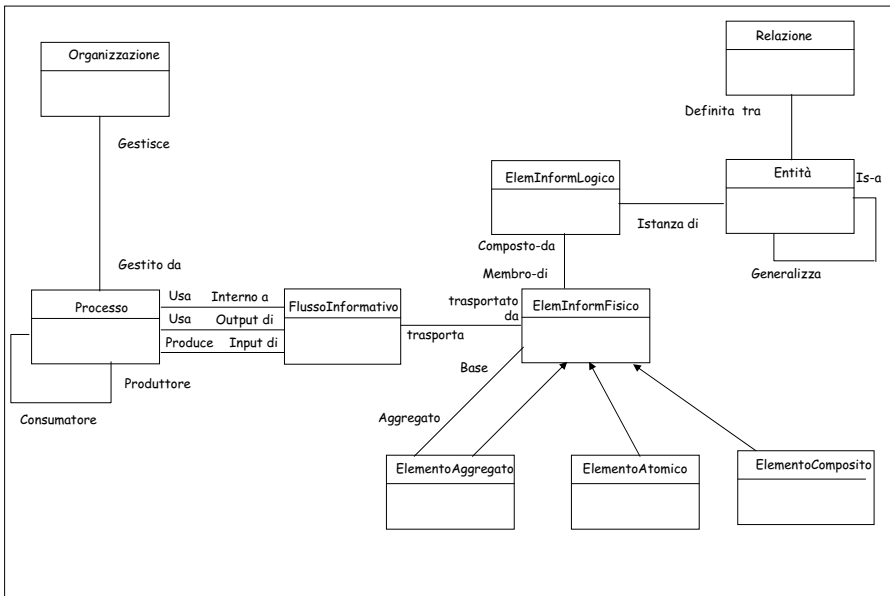 Organizzazione
Relazione
Definita tra
Gestisce
ElemInformLogico
Entità
Is-a
Istanza di
Composto-da
Gestito da
Membro-di
Generalizza
Processo
Usa Interno a
FlussoInformativo
trasportato
da
ElemInformFisico
Usa Output di
Produce Input di
trasporta
Base
Produttore
Consumatore
Aggregato
ElementoAggregato
ElementoAtomico
ElementoComposito